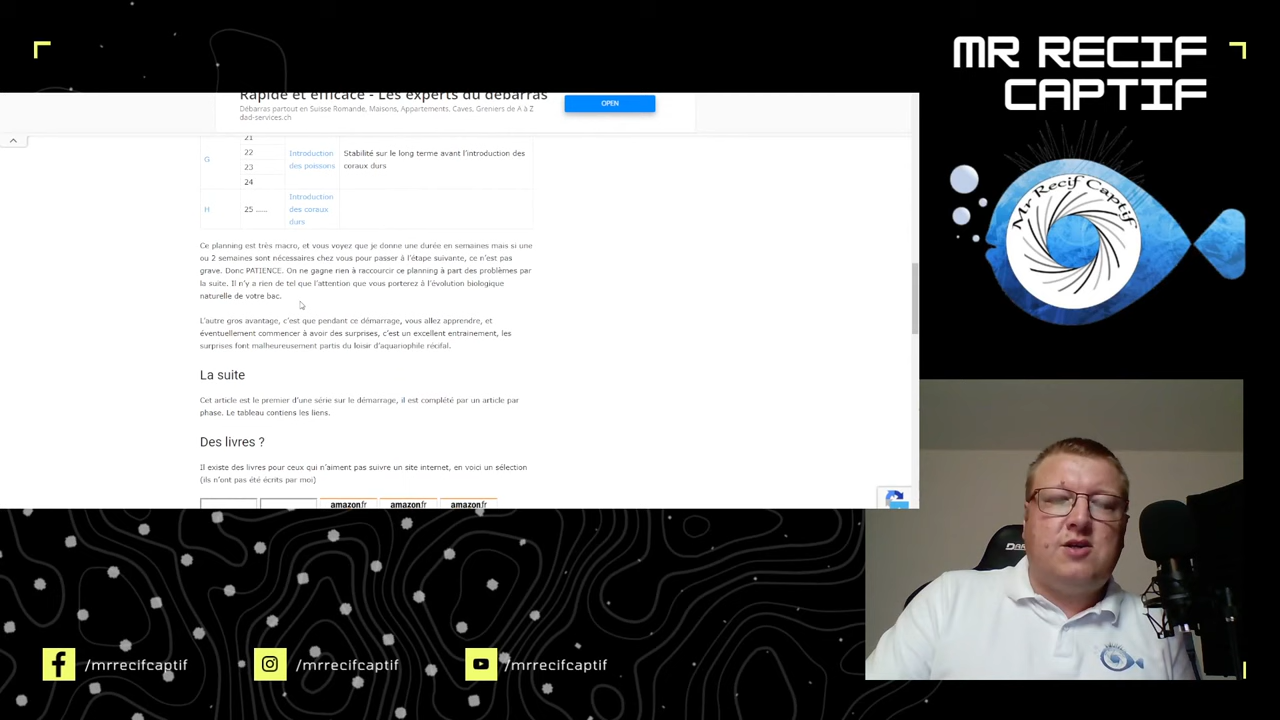 MR RECIF
CAPTIF
Mr Recif Captif
Rapide et efficace - Les experts du débarras
Débarras partout en Suisse Romande, Maisons, Appartements, Caves, Greniers de A à Z
dad-services.ch
OPEN
21
G
22
23
24
Introduction
des poissons
Stabilité sur le long terme avant l'introduction des
coraux durs
H
25 ......
Introduction
des coraux
durs
Ce planning est très macro, et vous voyez que je donne une durée en semaines mais si une
ou 2 semaines sont nécessaires chez vous pour passer à l'étape suivante, ce n'est pas
grave. Donc PATIENCE. On ne gagne rien à raccourcir ce planning à part des problèmes par
la suite. Il n'y a rien de tel que l'attention que vous porterez à l'évolution biologique
naturelle de votre bac.
L'autre gros avantage, c'est que pendant ce démarrage, vous allez apprendre, et
éventuellement commencer à avoir des surprises, c'est un excellent entrainement, les
surprises font malheureusement partis du loisir d'aquariophile récifal.
La suite
Cet article est le premier d'une série sur le démarrage, il est complété par un article par
phase. Le tableau contiens les liens.
Des livres ?
Il existe des livres pour ceux qui n'aiment pas suivre un site internet, en voici un sélection
(ils n'ont pas été écrits par moi)
amazon.fr
amazon.fr
amazon.fr
/mrrecifcaptif
/mrrecifcaptif
/mrrecifcaptif